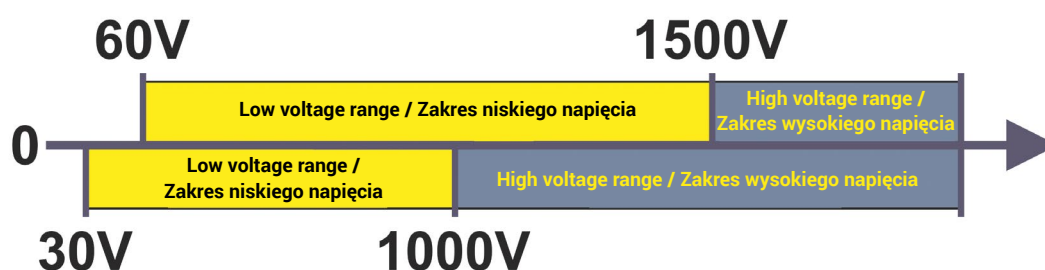 60V
1500V
Low voltage range / Zakres niskiego napięcia
High voltage range /
Zakres wysokiego napięcia
0
Low voltage range /
Zakres niskiego napięcia
High voltage range / Zakres wysokiego napięcia
30V
1000V